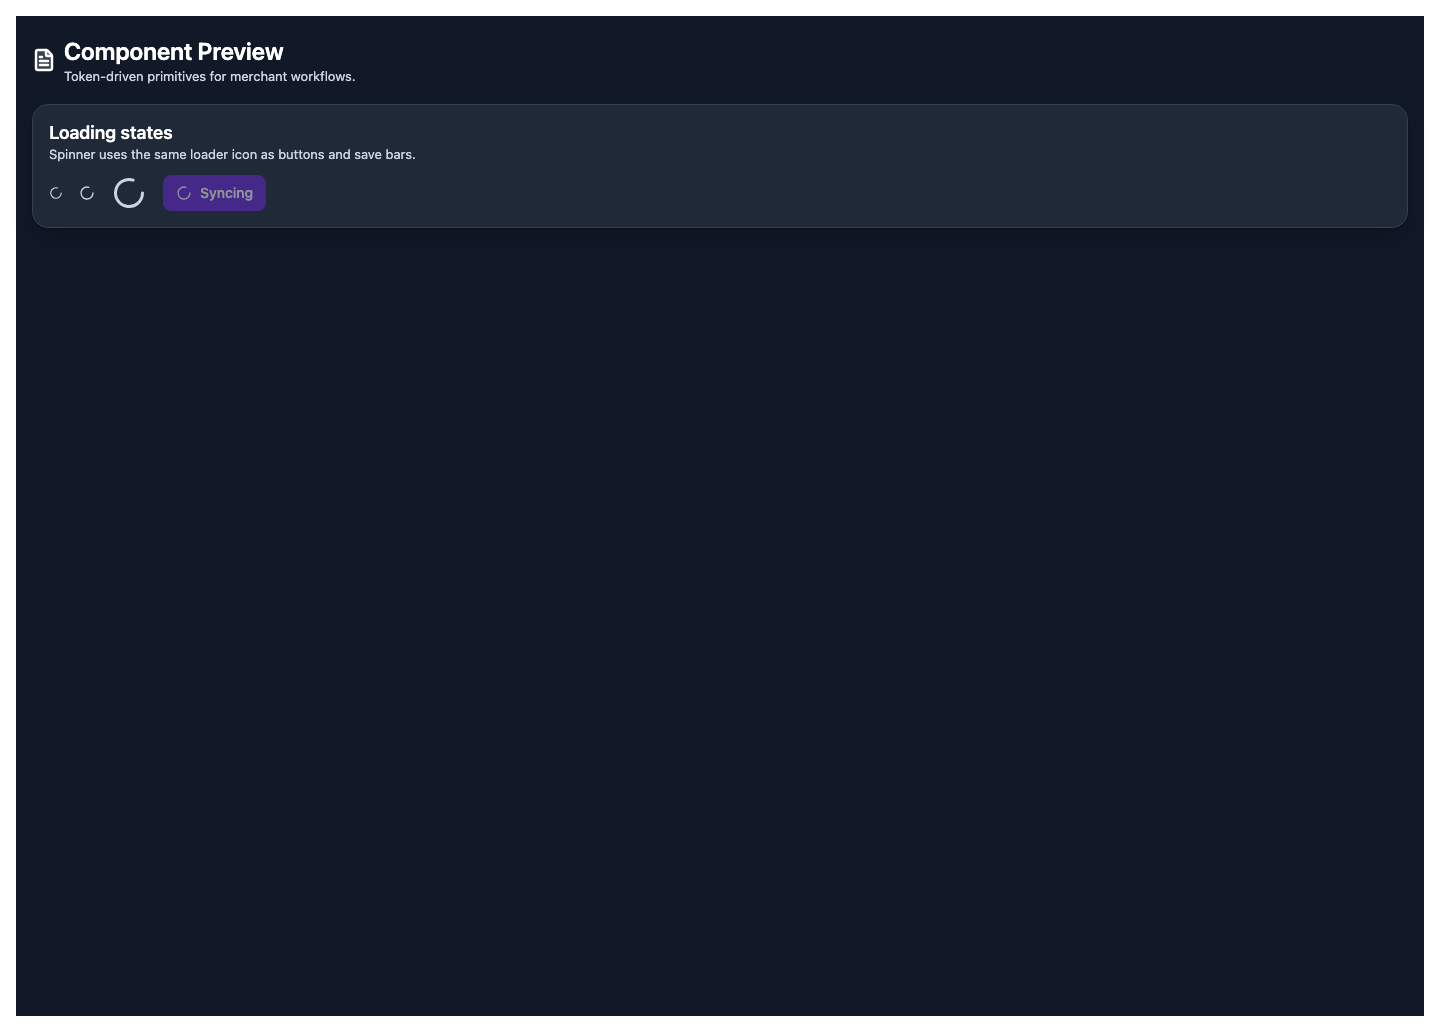 Component Preview
Token-driven primitives for merchant workflows.
Loading states
Spinner uses the same loader icon as buttons and save bars.
Syncing